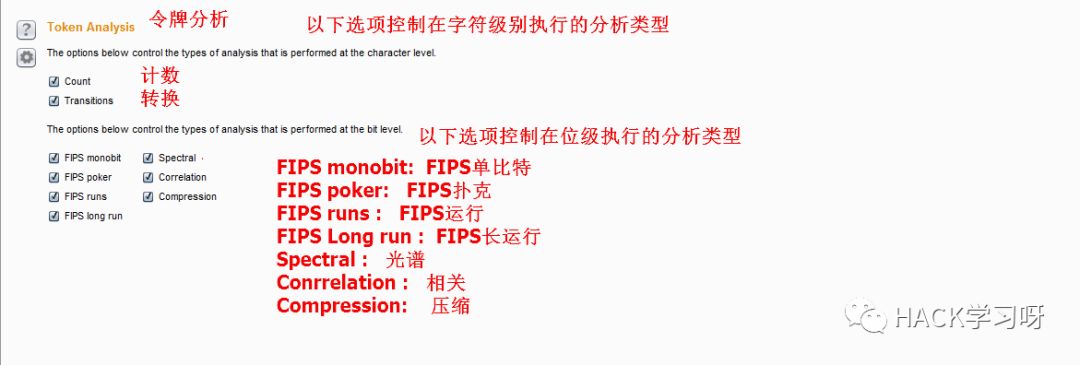 Token Analysis 令牌分析 以下选项控制在字符级别执行的分析类型
The options below control the types of analysis that is performed at the character level.
Count 计数
Transitions 转换
The options below control the types of analysis that is performed at the bit level. 以下选项控制在位级执行的分析类型
FIPS monobit Spectral
FIPS poker Correlation
FIPS runs Compression
FIPS long run
FIPS monobit: FIPS单比特
FIPS poker: FIPS扑克
FIPS runs : FIPS运行
FIPS Long run : FIPS长运行
Spectral : 光谱
Conrrelation : 相关
Compression: 压缩
HACK学习呀